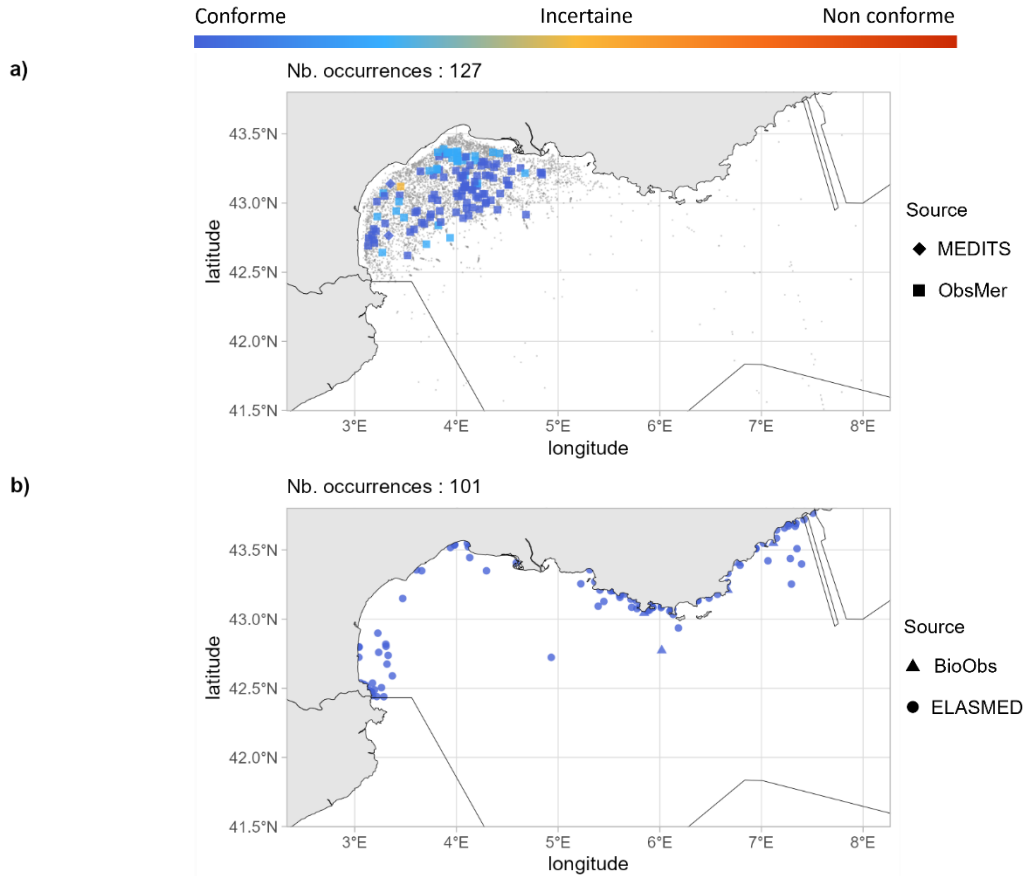 Conforme Incertaine Non conforme
a)
Nb. occurrences : 127
43.5°N
43.0°N
42.5°N
42.0°N
41.5°N
latitude
3°E 4°E 5°E 6°E 7°E 8°E
longitude
Source
MEDITS
ObsMer
b)
Nb. occurrences : 101
43.5°N
43.0°N
42.5°N
42.0°N
41.5°N
latitude
3°E 4°E 5°E 6°E 7°E 8°E
longitude
Source
BioObs
ELASMED